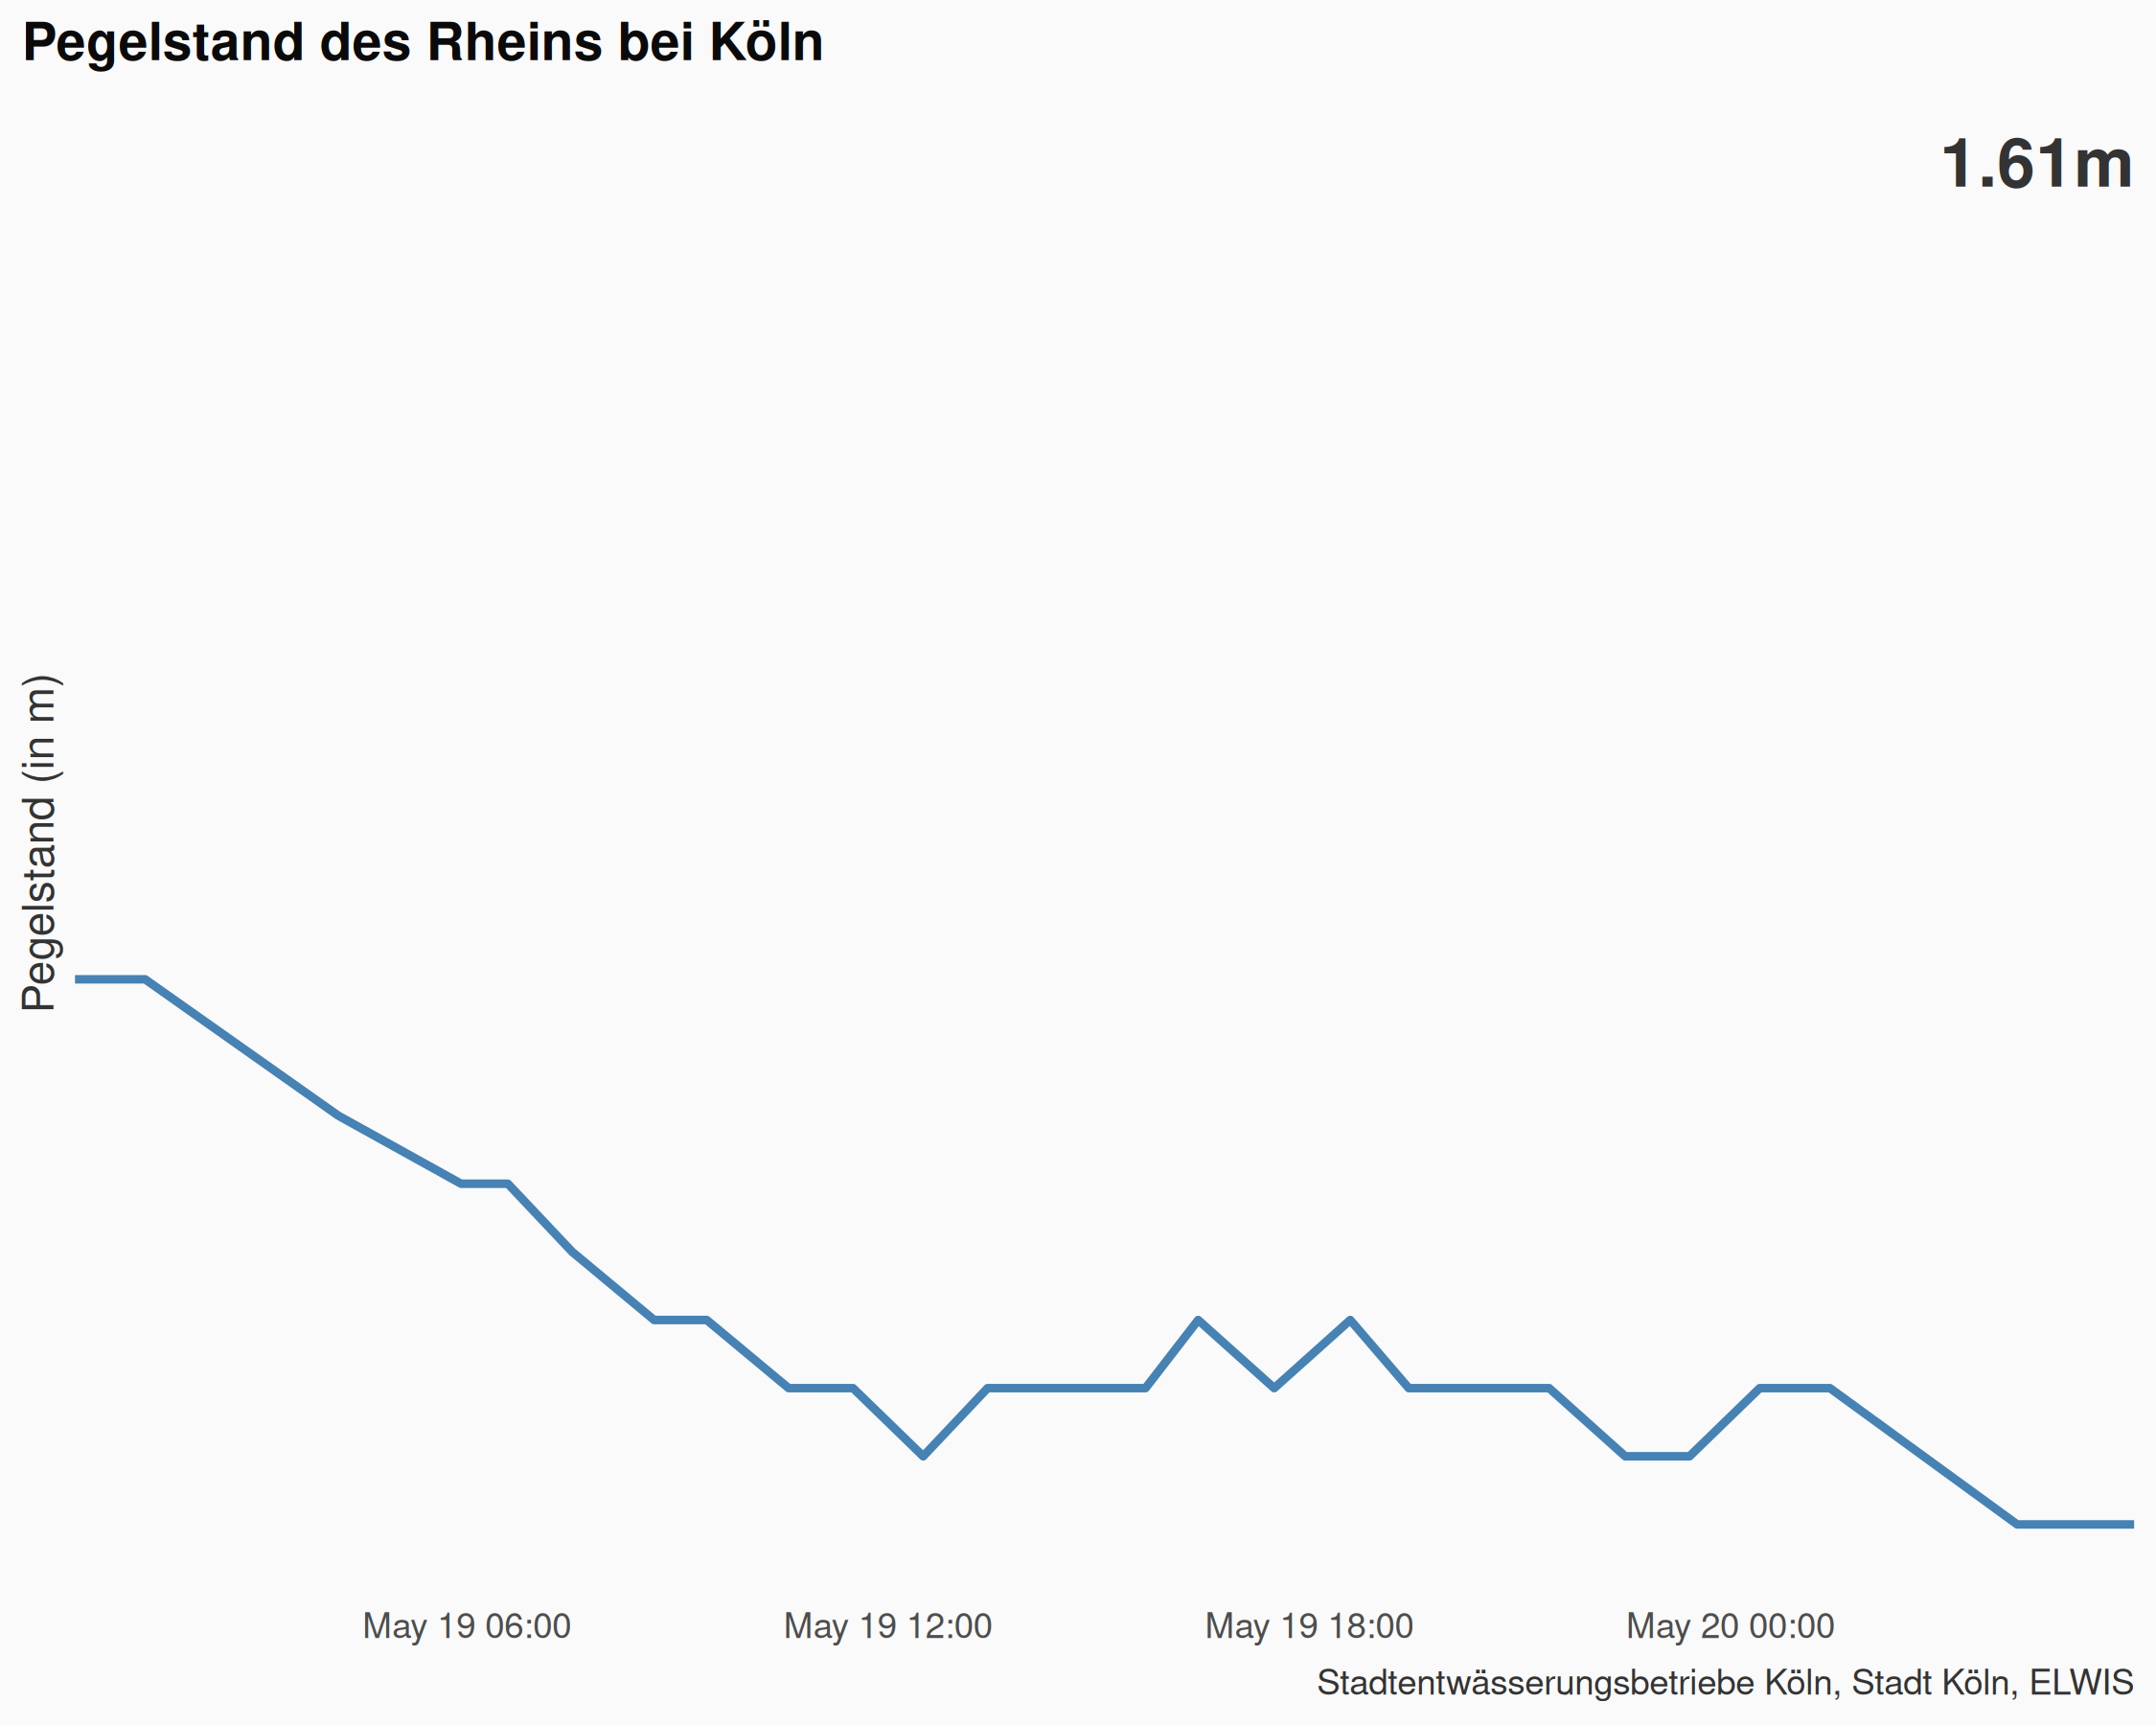 Pegelstand des Rheins bei Köln
1.61m
Pegelstand (in m)
May 19 06:00
May 19 12:00
May 19 18:00
May 20 00:00
Stadtentwässerungsbetriebe Köln, Stadt Köln, ELWIS